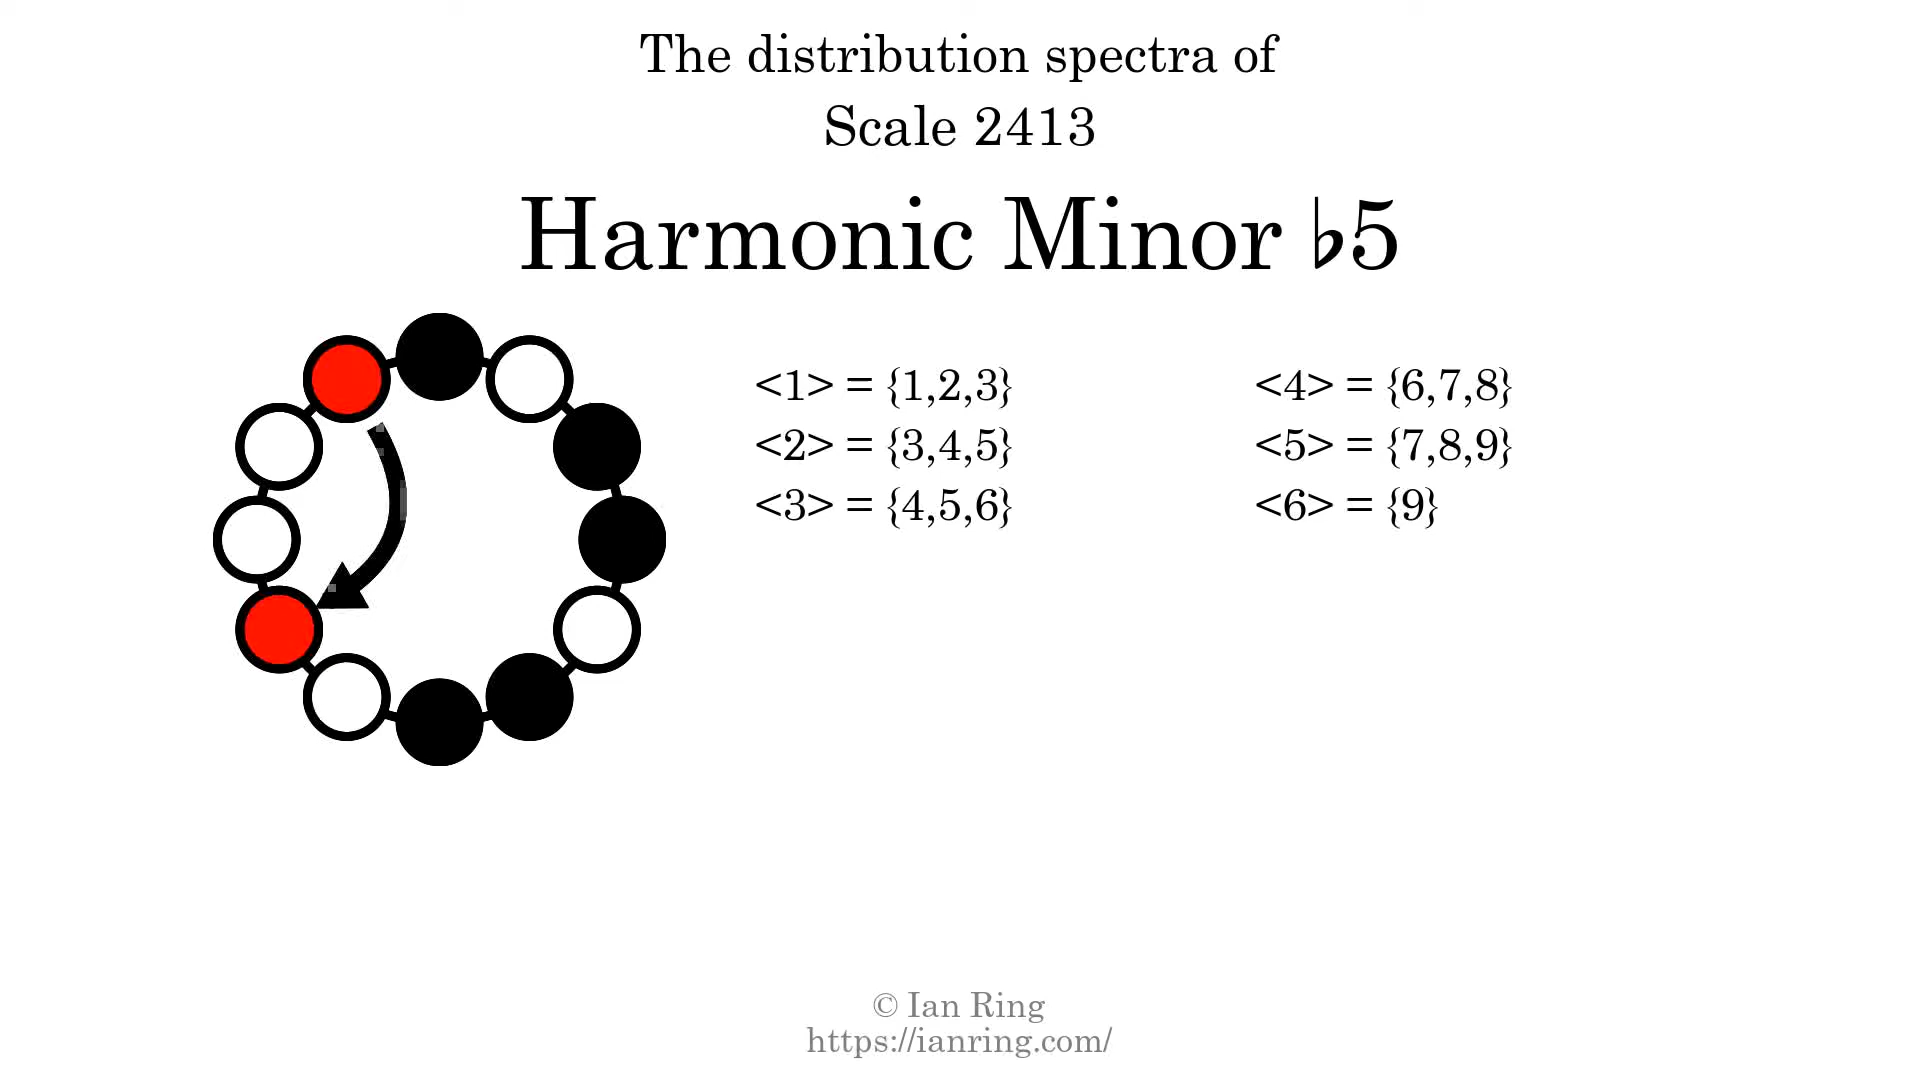 The distribution spectra of
Scale 2413
Harmonic Minor ♭5
<1> = {1,2,3}
<2> = {3,4,5}
<3> = {4,5,6}
<4> = {6,7,8}
<5> = {7,8,9}
<6> = {9}
© Ian Ring
https://ianring.com/